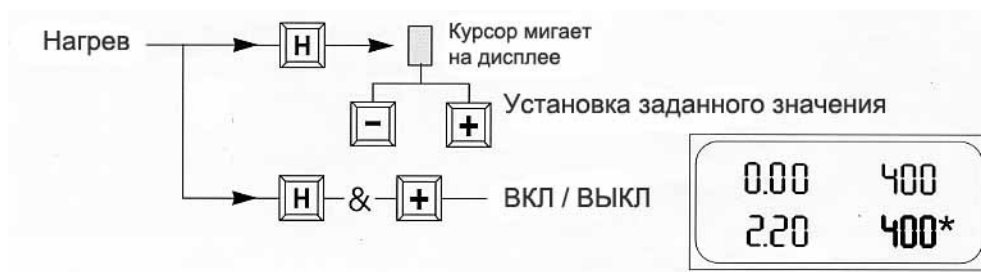 Нагрев
H
Курсор мигает
на дисплее
- +
Установка заданного значения
H & + ВКЛ / ВЫКЛ
0.00 400
2.20 400*